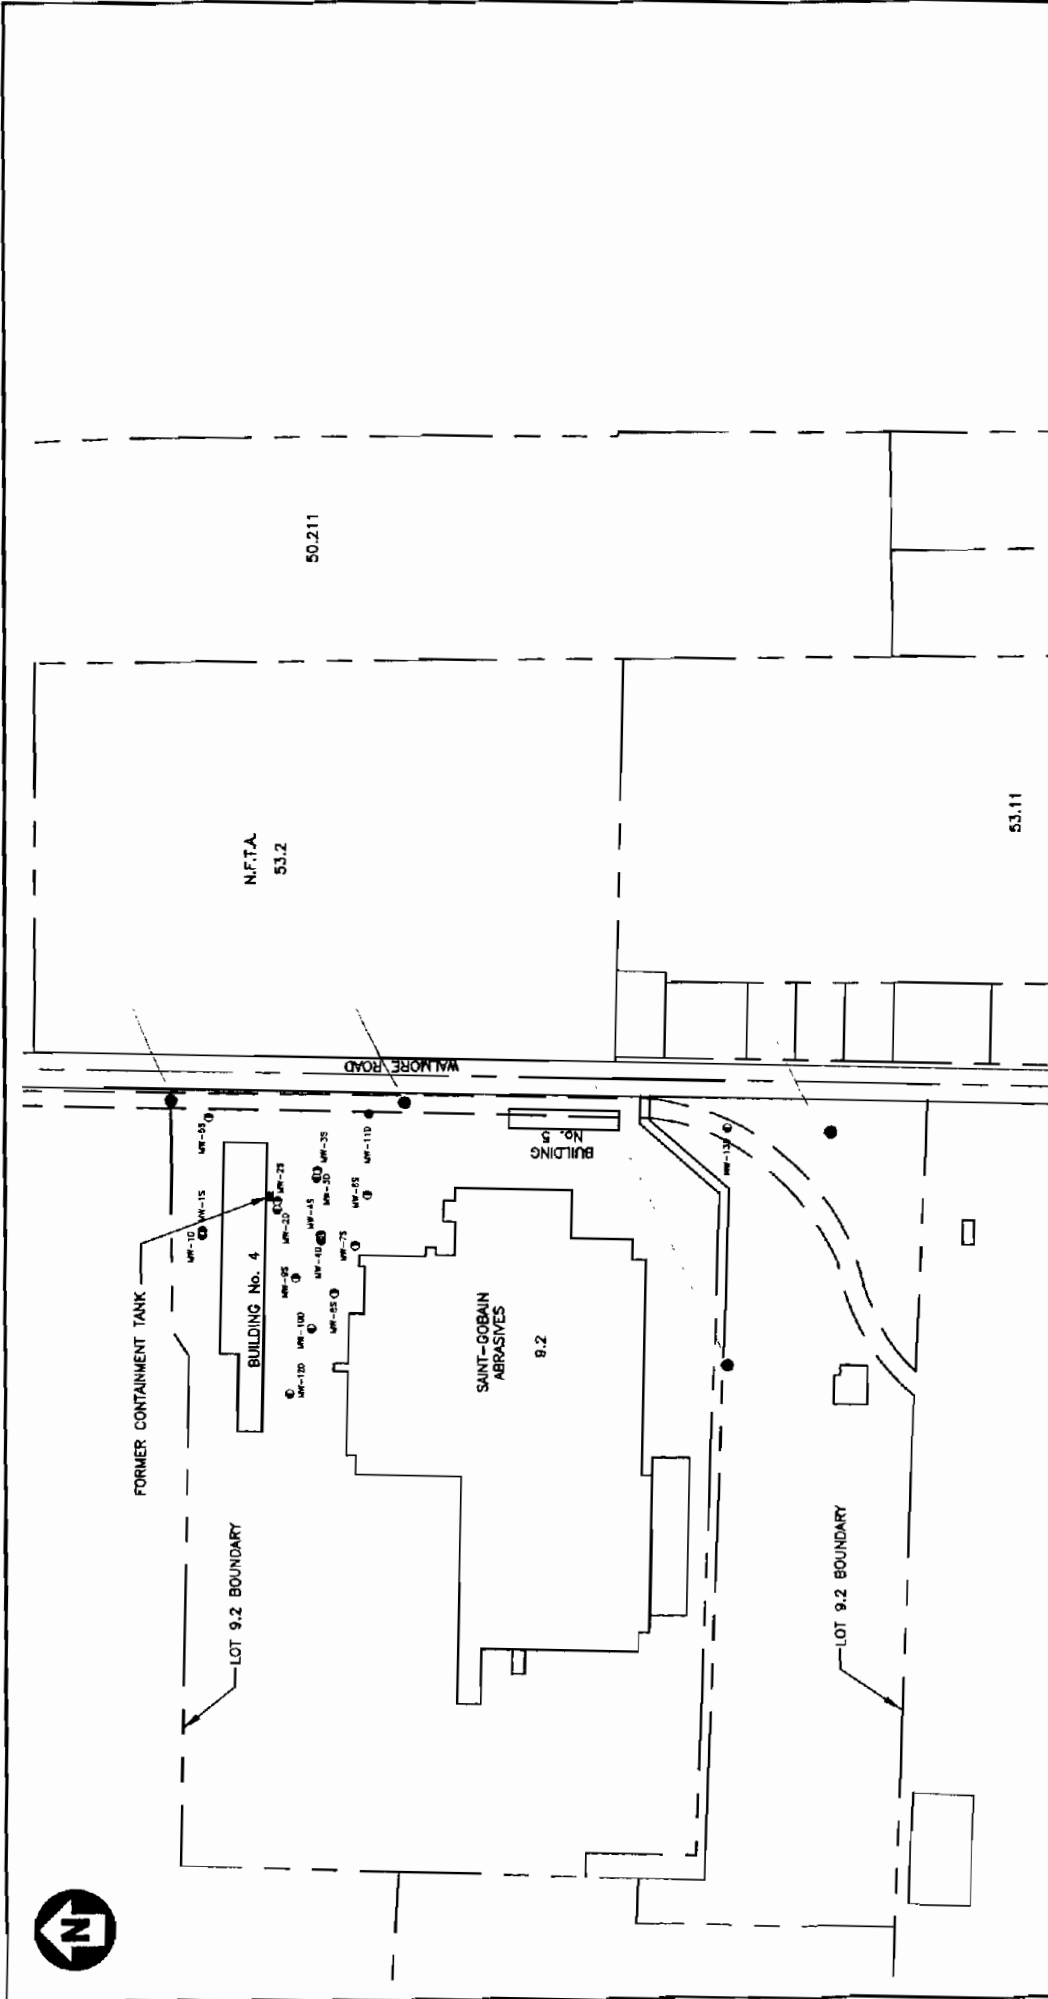 50.211
N.F.T.A.
53.2
53.11
WALMORE ROAD
FORMER CONTAINMENT TANK
MW-5S
MW-1S
MW-1D
BUILDING No. 4
MW-2S
MW-2D
MW-3S
MW-3D
MW-4S
MW-4D
MW-11D
MW-6S
MW-7S
MW-9S
MW-8S
MW-10D
MW-12D
BUILDING
No.
SAINT-GOBAIN
ABRASIVES
9.2
LOT 9.2 BOUNDARY
LOT 9.2 BOUNDARY
N